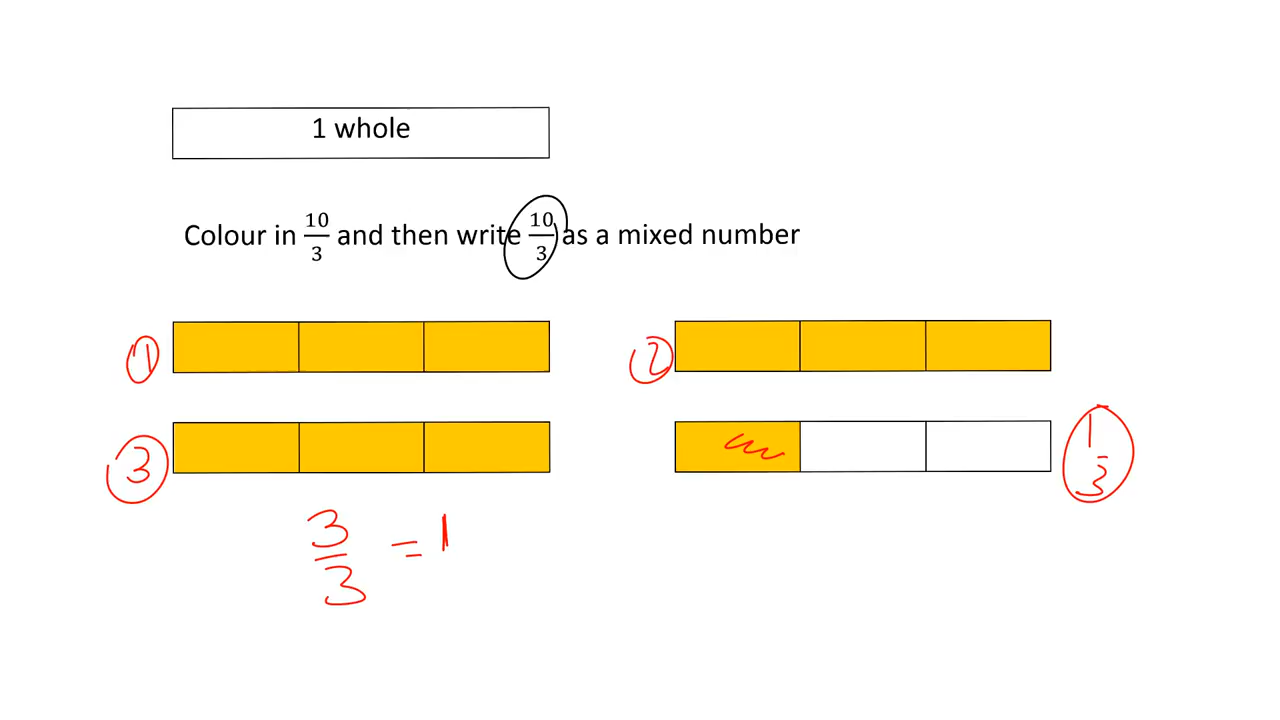 1 whole
Colour in 10/3 and then write 10/3 as a mixed number
1 2
3 1/3
3/3 = 1